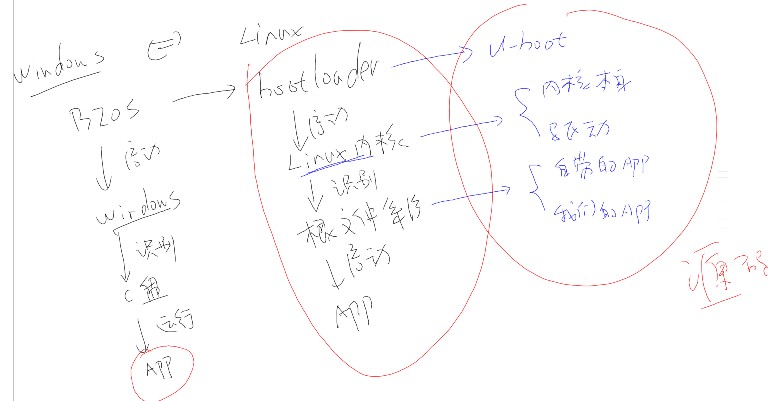 windows ⇔ Linux
BIOS → bootloader → u-boot
↓启动
windows
↓识别
C盘
↓运行
APP
↓启动
Linux内核 → { 内核本身
驱动
↓识别
根文件系统 → { 自带的APP
我们的APP
↓启动
APP
源码